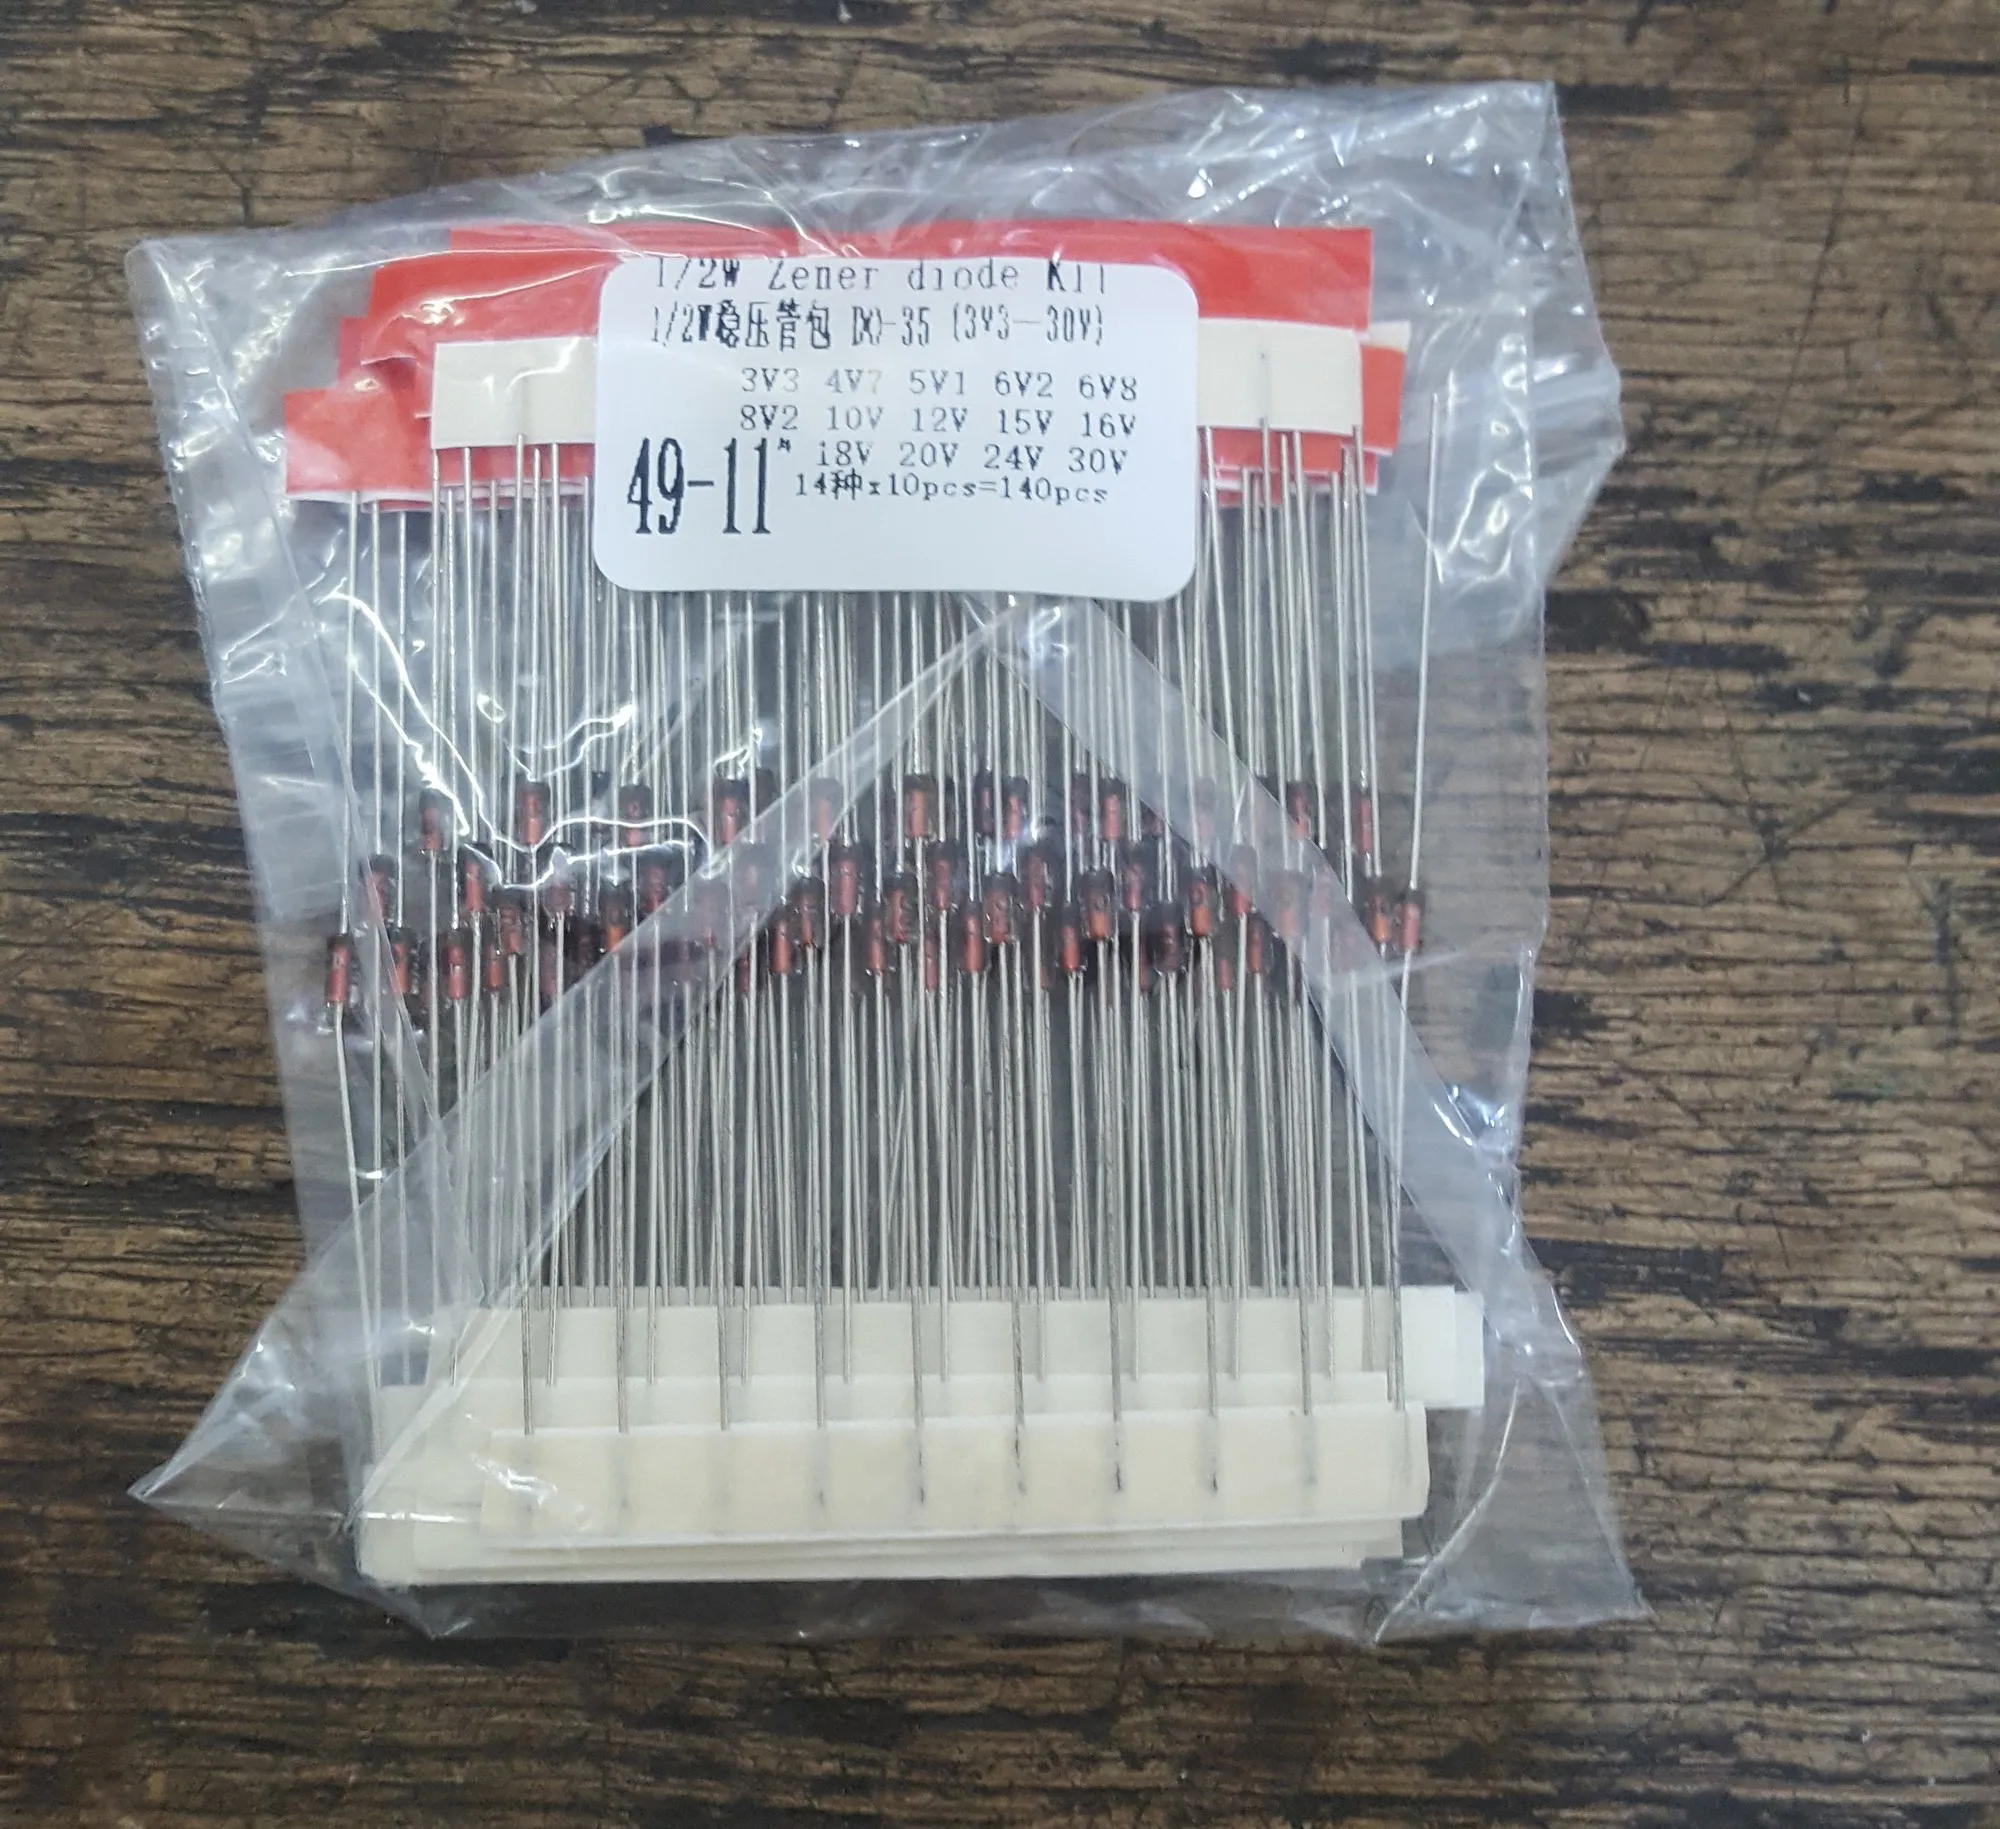 1/2W Zener diode Kit
1/2W稳压管包 DO-35 (3V3—30V)
3V3 4V7 5V1 6V2 6V8
8V2 10V 12V 15V 16V
18V 20V 24V 30V
49-11#
14种x10pcs=140pcs